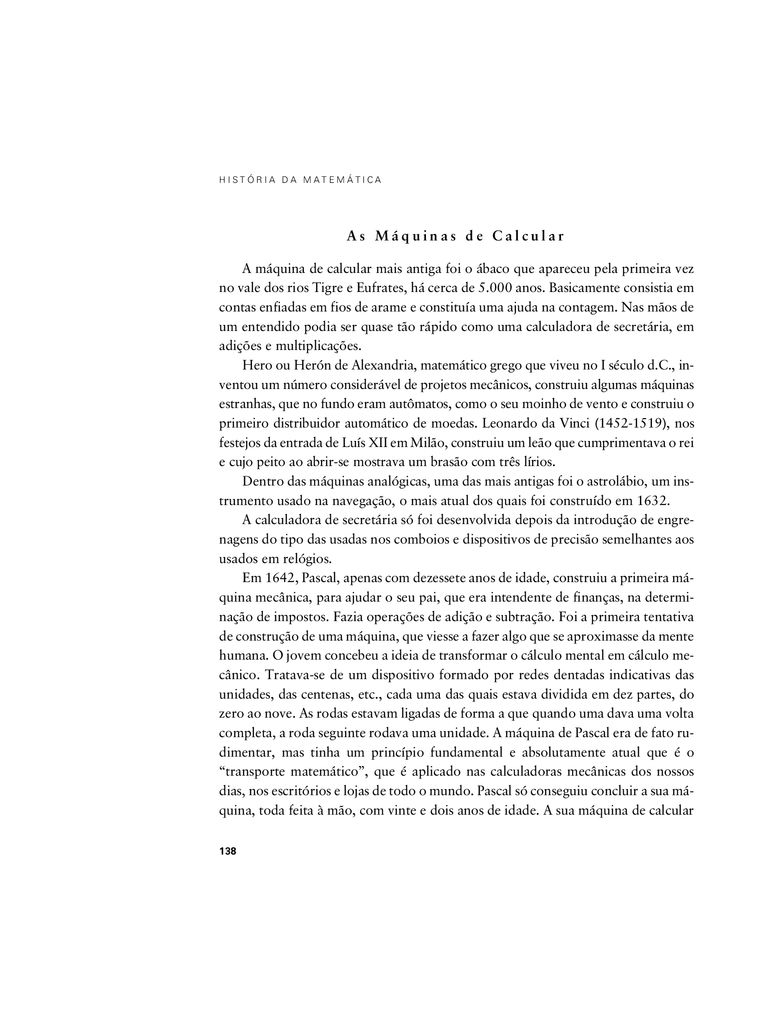 HISTÓRIA DA MATEMÁTICA
As Máquinas de Calcular
A máquina de calcular mais antiga foi o ábaco que apareceu pela primeira vez
no vale dos rios Tigre e Eufrates, há cerca de 5.000 anos. Basicamente consistia em
contas enfiadas em fios de arame e constituía uma ajuda na contagem. Nas mãos de
um entendido podia ser quase tão rápido como uma calculadora de secretária, em
adições e multiplicações.
Hero ou Herón de Alexandria, matemático grego que viveu no I século d.C., in-
ventou um número considerável de projetos mecânicos, construiu algumas máquinas
estranhas, que no fundo eram autômatos, como o seu moinho de vento e construiu o
primeiro distribuidor automático de moedas. Leonardo da Vinci (1452-1519), nos
festejos da entrada de Luís XII em Milão, construiu um leão que cumprimentava o rei
e cujo peito ao abrir-se mostrava um brasão com três lírios.
Dentro das máquinas analógicas, uma das mais antigas foi o astrolábio, um ins-
trumento usado na navegação, o mais atual dos quais foi construído em 1632.
A calculadora de secretária só foi desenvolvida depois da introdução de engre-
nagens do tipo das usadas nos comboios e dispositivos de precisão semelhantes aos
usados em relógios.
Em 1642, Pascal, apenas com dezessete anos de idade, construiu a primeira má-
quina mecânica, para ajudar o seu pai, que era intendente de finanças, na determi-
nação de impostos. Fazia operações de adição e subtração. Foi a primeira tentativa
de construção de uma máquina, que viesse a fazer algo que se aproximasse da mente
humana. O jovem concebeu a ideia de transformar o cálculo mental em cálculo me-
cânico. Tratava-se de um dispositivo formado por redes dentadas indicativas das
unidades, das centenas, etc., cada uma das quais estava dividida em dez partes, do
zero ao nove. As rodas estavam ligadas de forma a que quando uma dava uma volta
completa, a roda seguinte rodava uma unidade. A máquina de Pascal era de fato ru-
dimentar, mas tinha um princípio fundamental e absolutamente atual que é o
“transporte matemático”, que é aplicado nas calculadoras mecânicas dos nossos
dias, nos escritórios e lojas de todo o mundo. Pascal só conseguiu concluir a sua má-
quina, toda feita à mão, com vinte e dois anos de idade. A sua máquina de calcular
138